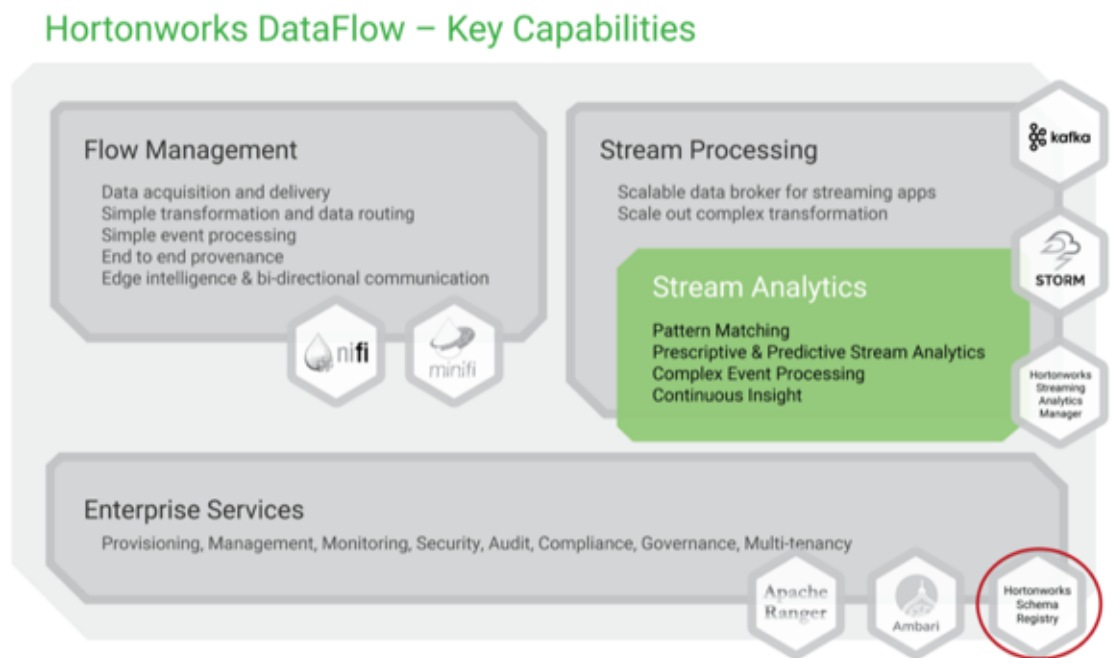 Hortonworks DataFlow – Key Capabilities
Flow Management
Data acquisition and delivery
Simple transformation and data routing
Simple event processing
End to end provenance
Edge intelligence & bi-directional communication
nifi
minifi
Stream Processing
Scalable data broker for streaming apps
Scale out complex transformation
kafka
STORM
Hortonworks
Streaming
Analytics
Manager
Stream Analytics
Pattern Matching
Prescriptive & Predictive Stream Analytics
Complex Event Processing
Continuous Insight
Enterprise Services
Provisioning, Management, Monitoring, Security, Audit, Compliance, Governance, Multi-tenancy
Apache
Ranger
Ambari
Hortonworks
Schema
Registry